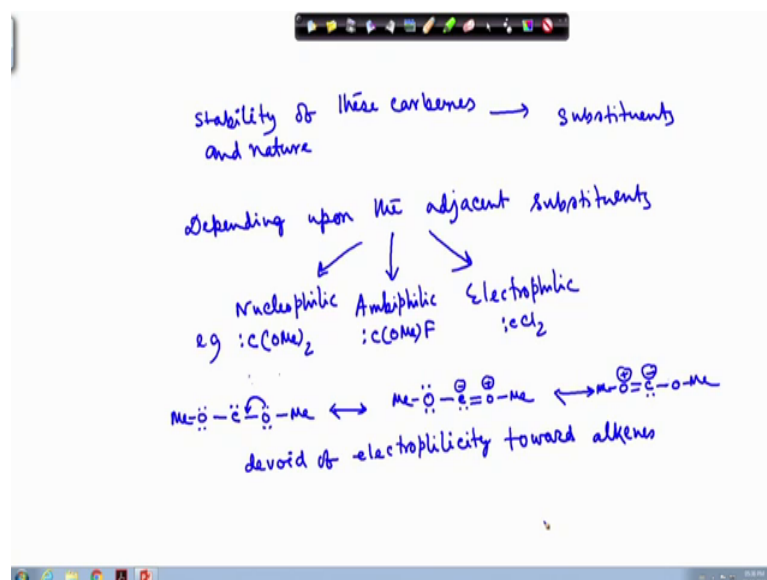 Stability of these carbenes → substituents
and nature
Depending upon the adjacent substituents
Nucleophilic Ambiphilic Electrophilic
eg :C(OMe)₂ :C(OMe)F :CCl₂
Me-Ö-C̈-Ö-Me ↔ Me-Ö-C̈=O-Me ↔ Me-O=C̈-O-Me
⊖ ⊕ ⊕ ⊖
devoid of electroplilicity toward alkenes